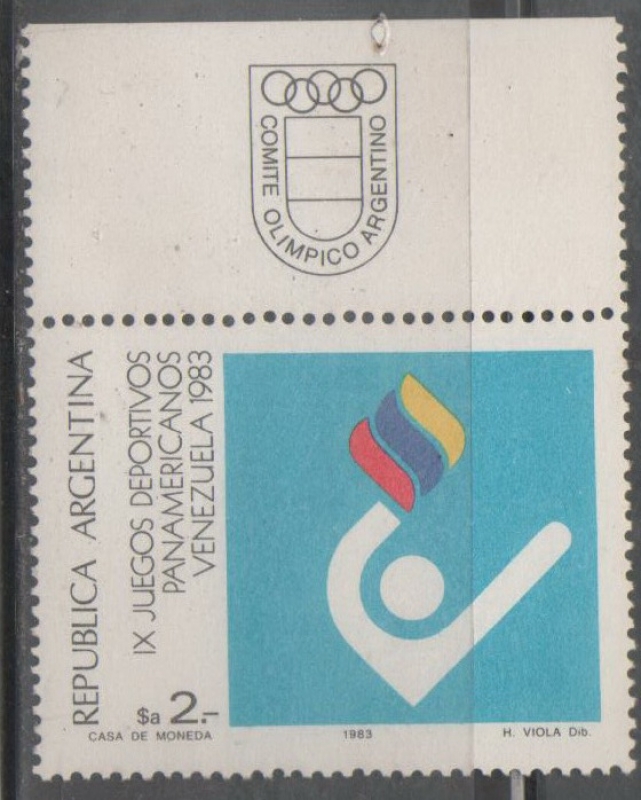 COMITE OLIMPICO ARGENTINO
REPUBLICA ARGENTINA
IX JUEGOS DEPORTIVOS
PANAMERICANOS
VENEZUELA 1983
$a 2.-
CASA DE MONEDA
1983
H. VIOLA Dib.